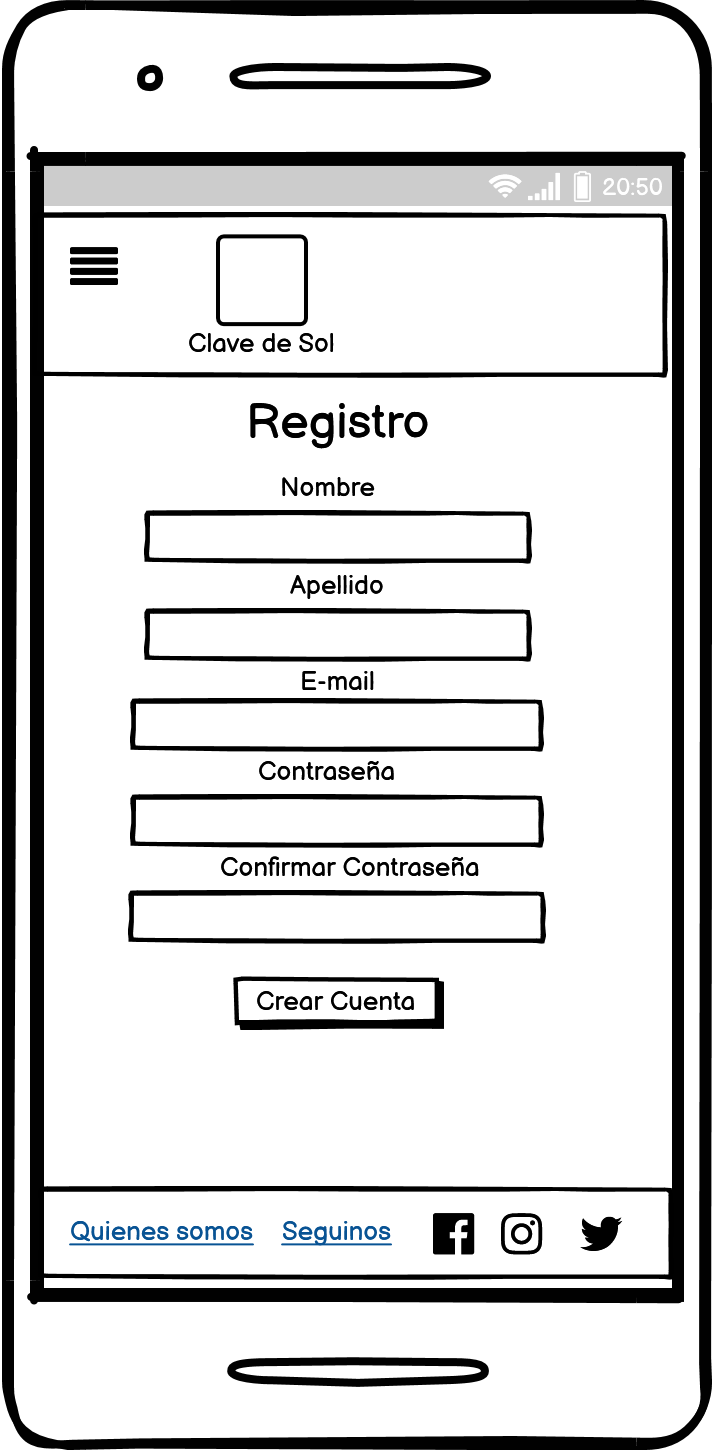 20:50
Clave de Sol
Registro
Nombre
Apellido
E-mail
Contraseña
Confirmar Contraseña
Crear Cuenta
Quienes somos Seguinos